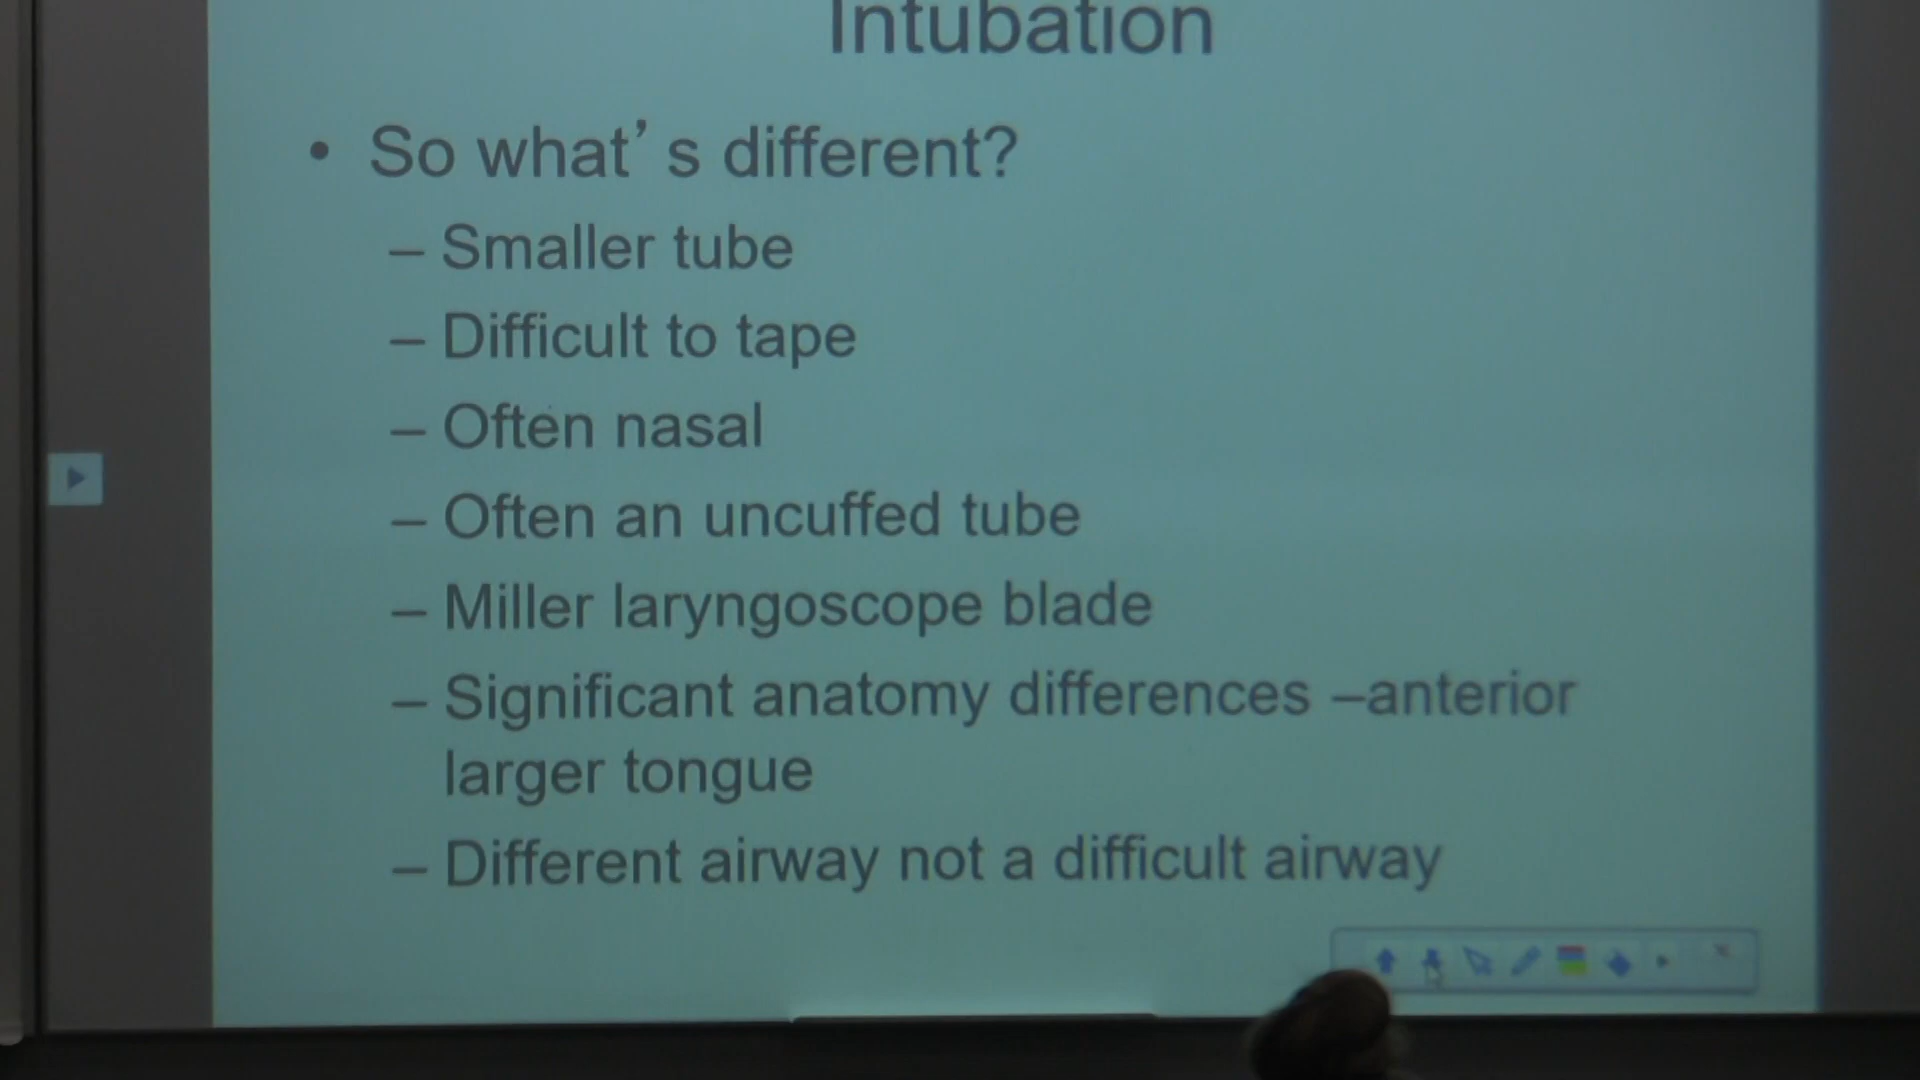 Intubation
• So what's different?
– Smaller tube
– Difficult to tape
– Often nasal
– Often an uncuffed tube
– Miller laryngoscope blade
– Significant anatomy differences –anterior
larger tongue
– Different airway not a difficult airway